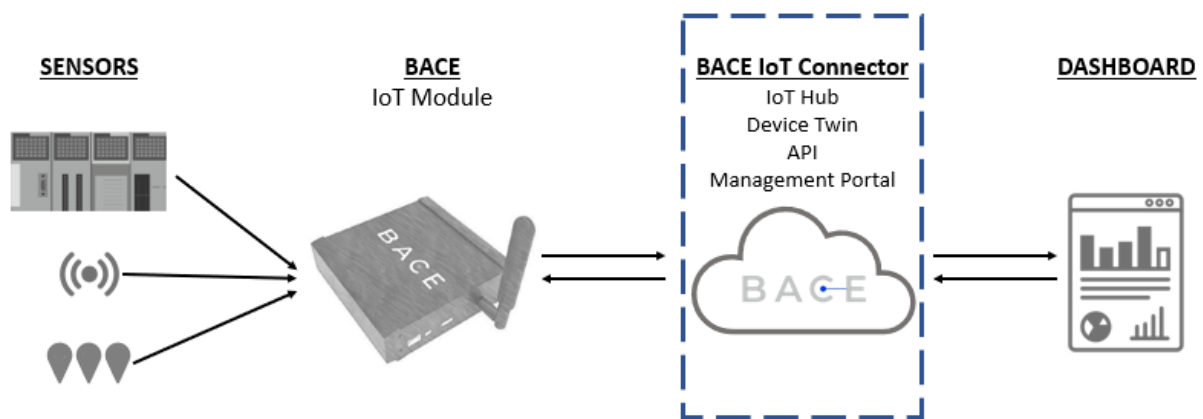 SENSORS
BACE
IoT Module
BACE IoT Connector
IoT Hub
Device Twin
API
Management Portal
DASHBOARD
BACE
BACE